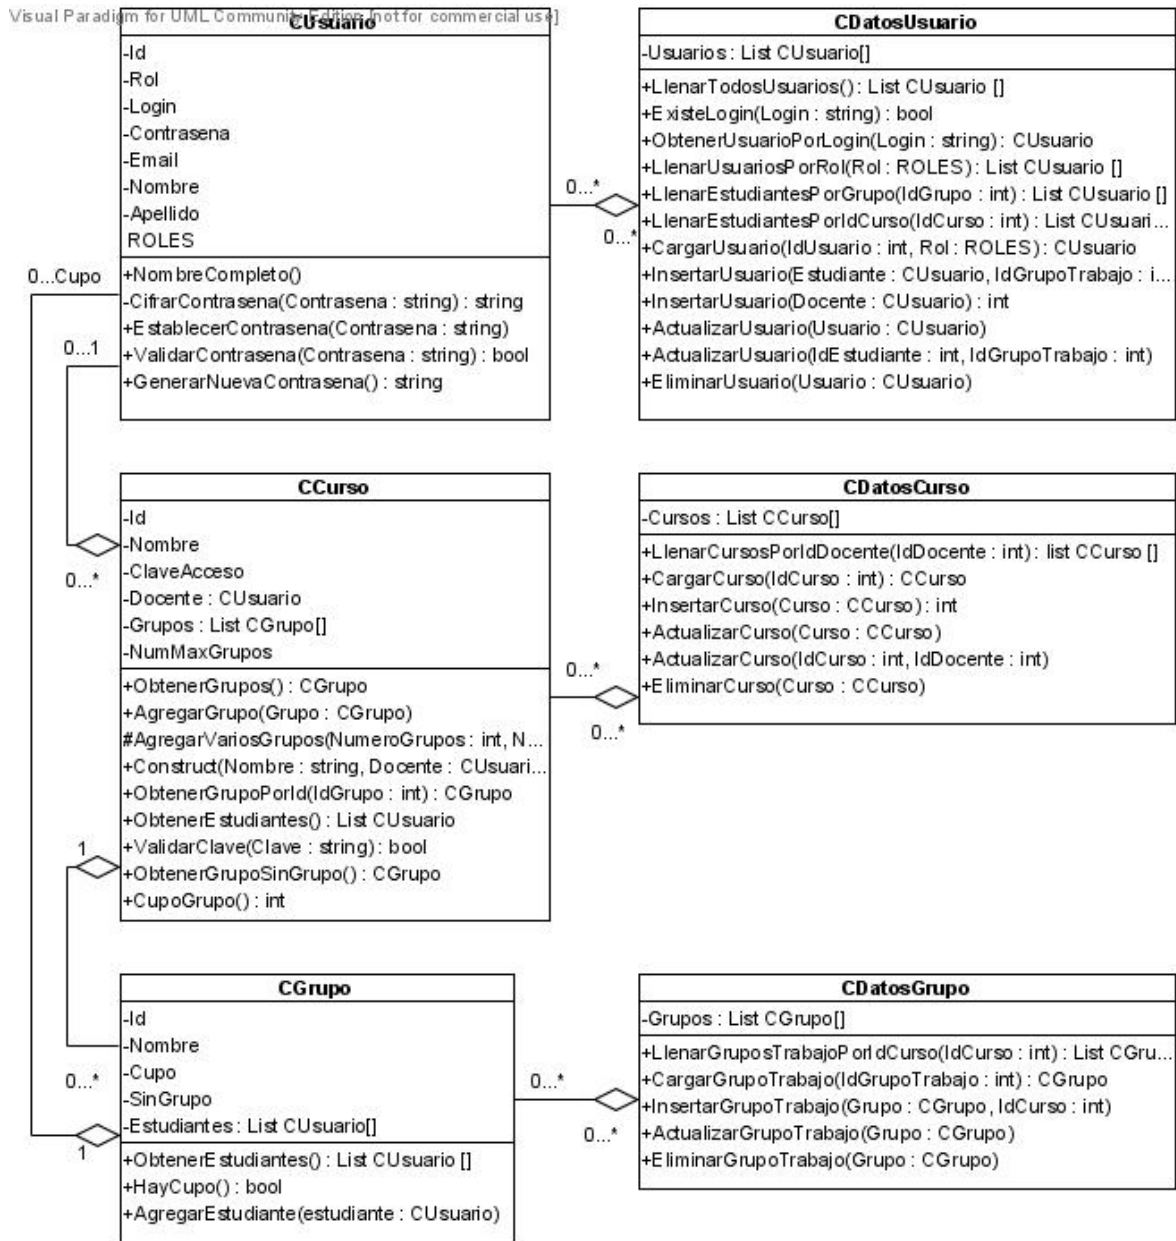 Visual Paradigm for UML Community Edition [not for commercial use]
CUsuario
-Id
-Rol
-Login
-Contrasena
-Email
-Nombre
-Apellido
ROLES
+NombreCompleto()
-CifrarContrasena(Contrasena : string) : string
+EstablecerContrasena(Contrasena : string)
+ValidarContrasena(Contrasena : string) : bool
+GenerarNuevaContrasena() : string
CDatosUsuario
-Usuarios : List CUsuario[]
+LlenarTodosUsuarios() : List CUsuario []
+ExisteLogin(Login : string) : bool
+ObtenerUsuarioPorLogin(Login : string) : CUsuario
+LlenarUsuariosPorRol(Rol : ROLES) : List CUsuario []
+LlenarEstudiantesPorGrupo(IdGrupo : int) : List CUsuario []
+LlenarEstudiantesPorIdCurso(IdCurso : int) : List CUsuari...
+CargarUsuario(IdUsuario : int, Rol : ROLES) : CUsuario
+InsertarUsuario(Estudiante : CUsuario, IdGrupoTrabajo : i...
+InsertarUsuario(Docente : CUsuario) : int
+ActualizarUsuario(Usuario : CUsuario)
+ActualizarUsuario(IdEstudiante : int, IdGrupoTrabajo : int)
+EliminarUsuario(Usuario : CUsuario)
0...*
0...*
0...Cupo
0...1
CCurso
-Id
-Nombre
-ClaveAcceso
-Docente : CUsuario
-Grupos : List CGrupo[]
-NumMaxGrupos
+ObtenerGrupos() : CGrupo
+AgregarGrupo(Grupo : CGrupo)
#AgregarVariosGrupos(NumeroGrupos : int, N...
+Construct(Nombre : string, Docente : CUsuari...
+ObtenerGrupoPorId(IdGrupo : int) : CGrupo
+ObtenerEstudiantes() : List CUsuario
+ValidarClave(Clave : string) : bool
+ObtenerGrupoSinGrupo() : CGrupo
+CupoGrupo() : int
0...*
1
CDatosCurso
-Cursos : List CCurso[]
+LlenarCursosPorIdDocente(IdDocente : int) : list CCurso []
+CargarCurso(IdCurso : int) : CCurso
+InsertarCurso(Curso : CCurso) : int
+ActualizarCurso(Curso : CCurso)
+ActualizarCurso(IdCurso : int, IdDocente : int)
+EliminarCurso(Curso : CCurso)
0...*
0...*
CGrupo
-Id
-Nombre
-Cupo
-SinGrupo
-Estudiantes : List CUsuario[]
+ObtenerEstudiantes() : List CUsuario []
+HayCupo() : bool
+AgregarEstudiante(estudiante : CUsuario)
0...*
1
CDatosGrupo
-Grupos : List CGrupo[]
+LlenarGruposTrabajoPorIdCurso(IdCurso : int) : List CGru...
+CargarGrupoTrabajo(IdGrupoTrabajo : int) : CGrupo
+InsertarGrupoTrabajo(Grupo : CGrupo, IdCurso : int)
+ActualizarGrupoTrabajo(Grupo : CGrupo)
+EliminarGrupoTrabajo(Grupo : CGrupo)
0...*
0...*